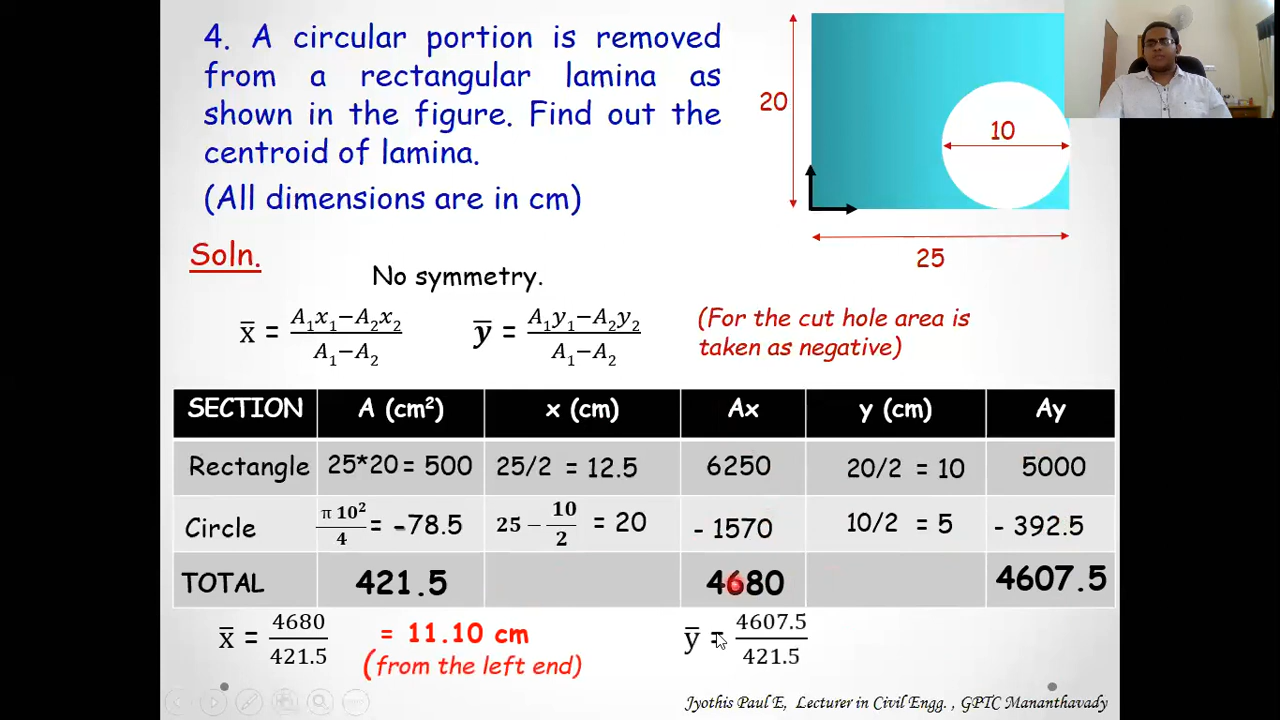 4. A circular portion is removed
from a rectangular lamina as
shown in the figure. Find out the
centroid of lamina.
(All dimensions are in cm)
20
10
25
Soln.
No symmetry.
x̄ = (A₁x₁−A₂x₂)/(A₁−A₂) ȳ = (A₁y₁−A₂y₂)/(A₁−A₂)
(For the cut hole area is
taken as negative)
SECTION A (cm²) x (cm) Ax y (cm) Ay
Rectangle 25*20 = 500 25/2 = 12.5 6250 20/2 = 10 5000
Circle π 10²/4 = -78.5 25 − 10/2 = 20 - 1570 10/2 = 5 - 392.5
TOTAL 421.5 4680 4607.5
x̄ = 4680/421.5 = 11.10 cm
(from the left end)
ȳ = 4607.5/421.5
Jyothis Paul E, Lecturer in Civil Engg. , GPTC Mananthavady